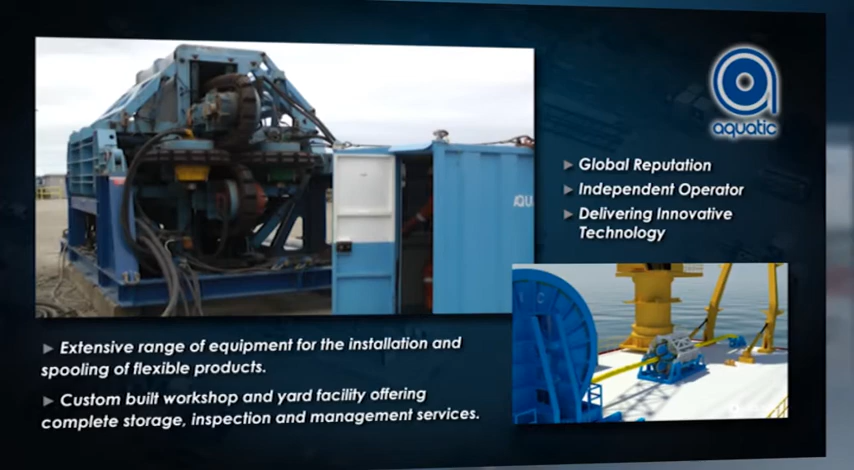 aquatic
► Global Reputation
► Independent Operator
► Delivering Innovative
Technology
► Extensive range of equipment for the installation and
spooling of flexible products.
► Custom built workshop and yard facility offering
complete storage, inspection and management services.